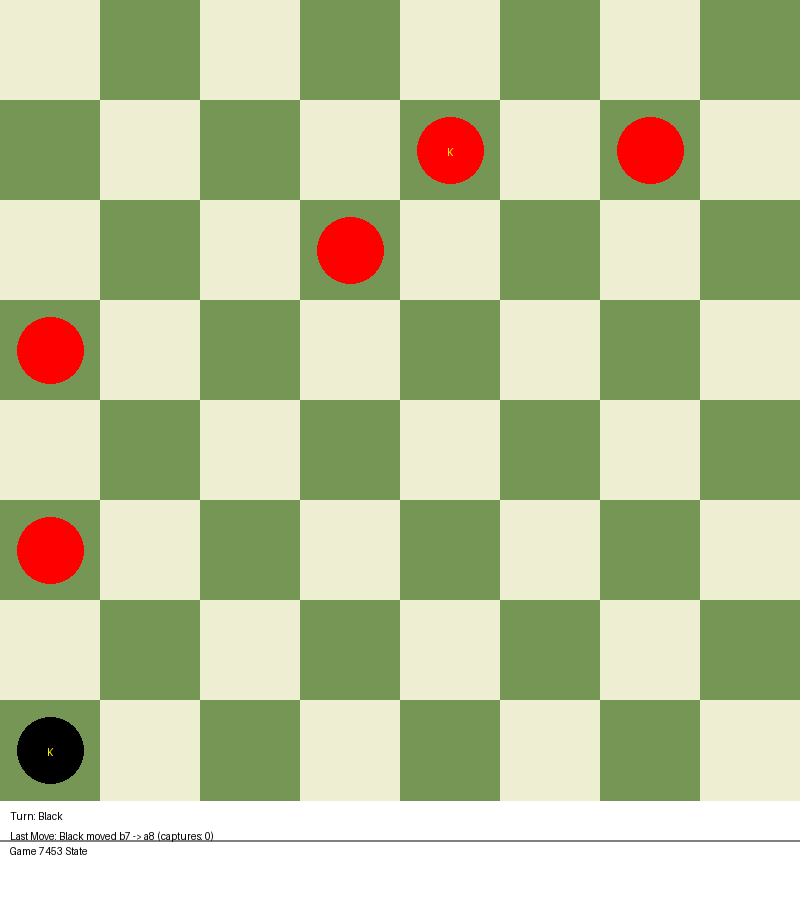 K
K
Turn: Black
Last Move: Black moved b7 -> a8 (captures: 0)
Game 7453 State